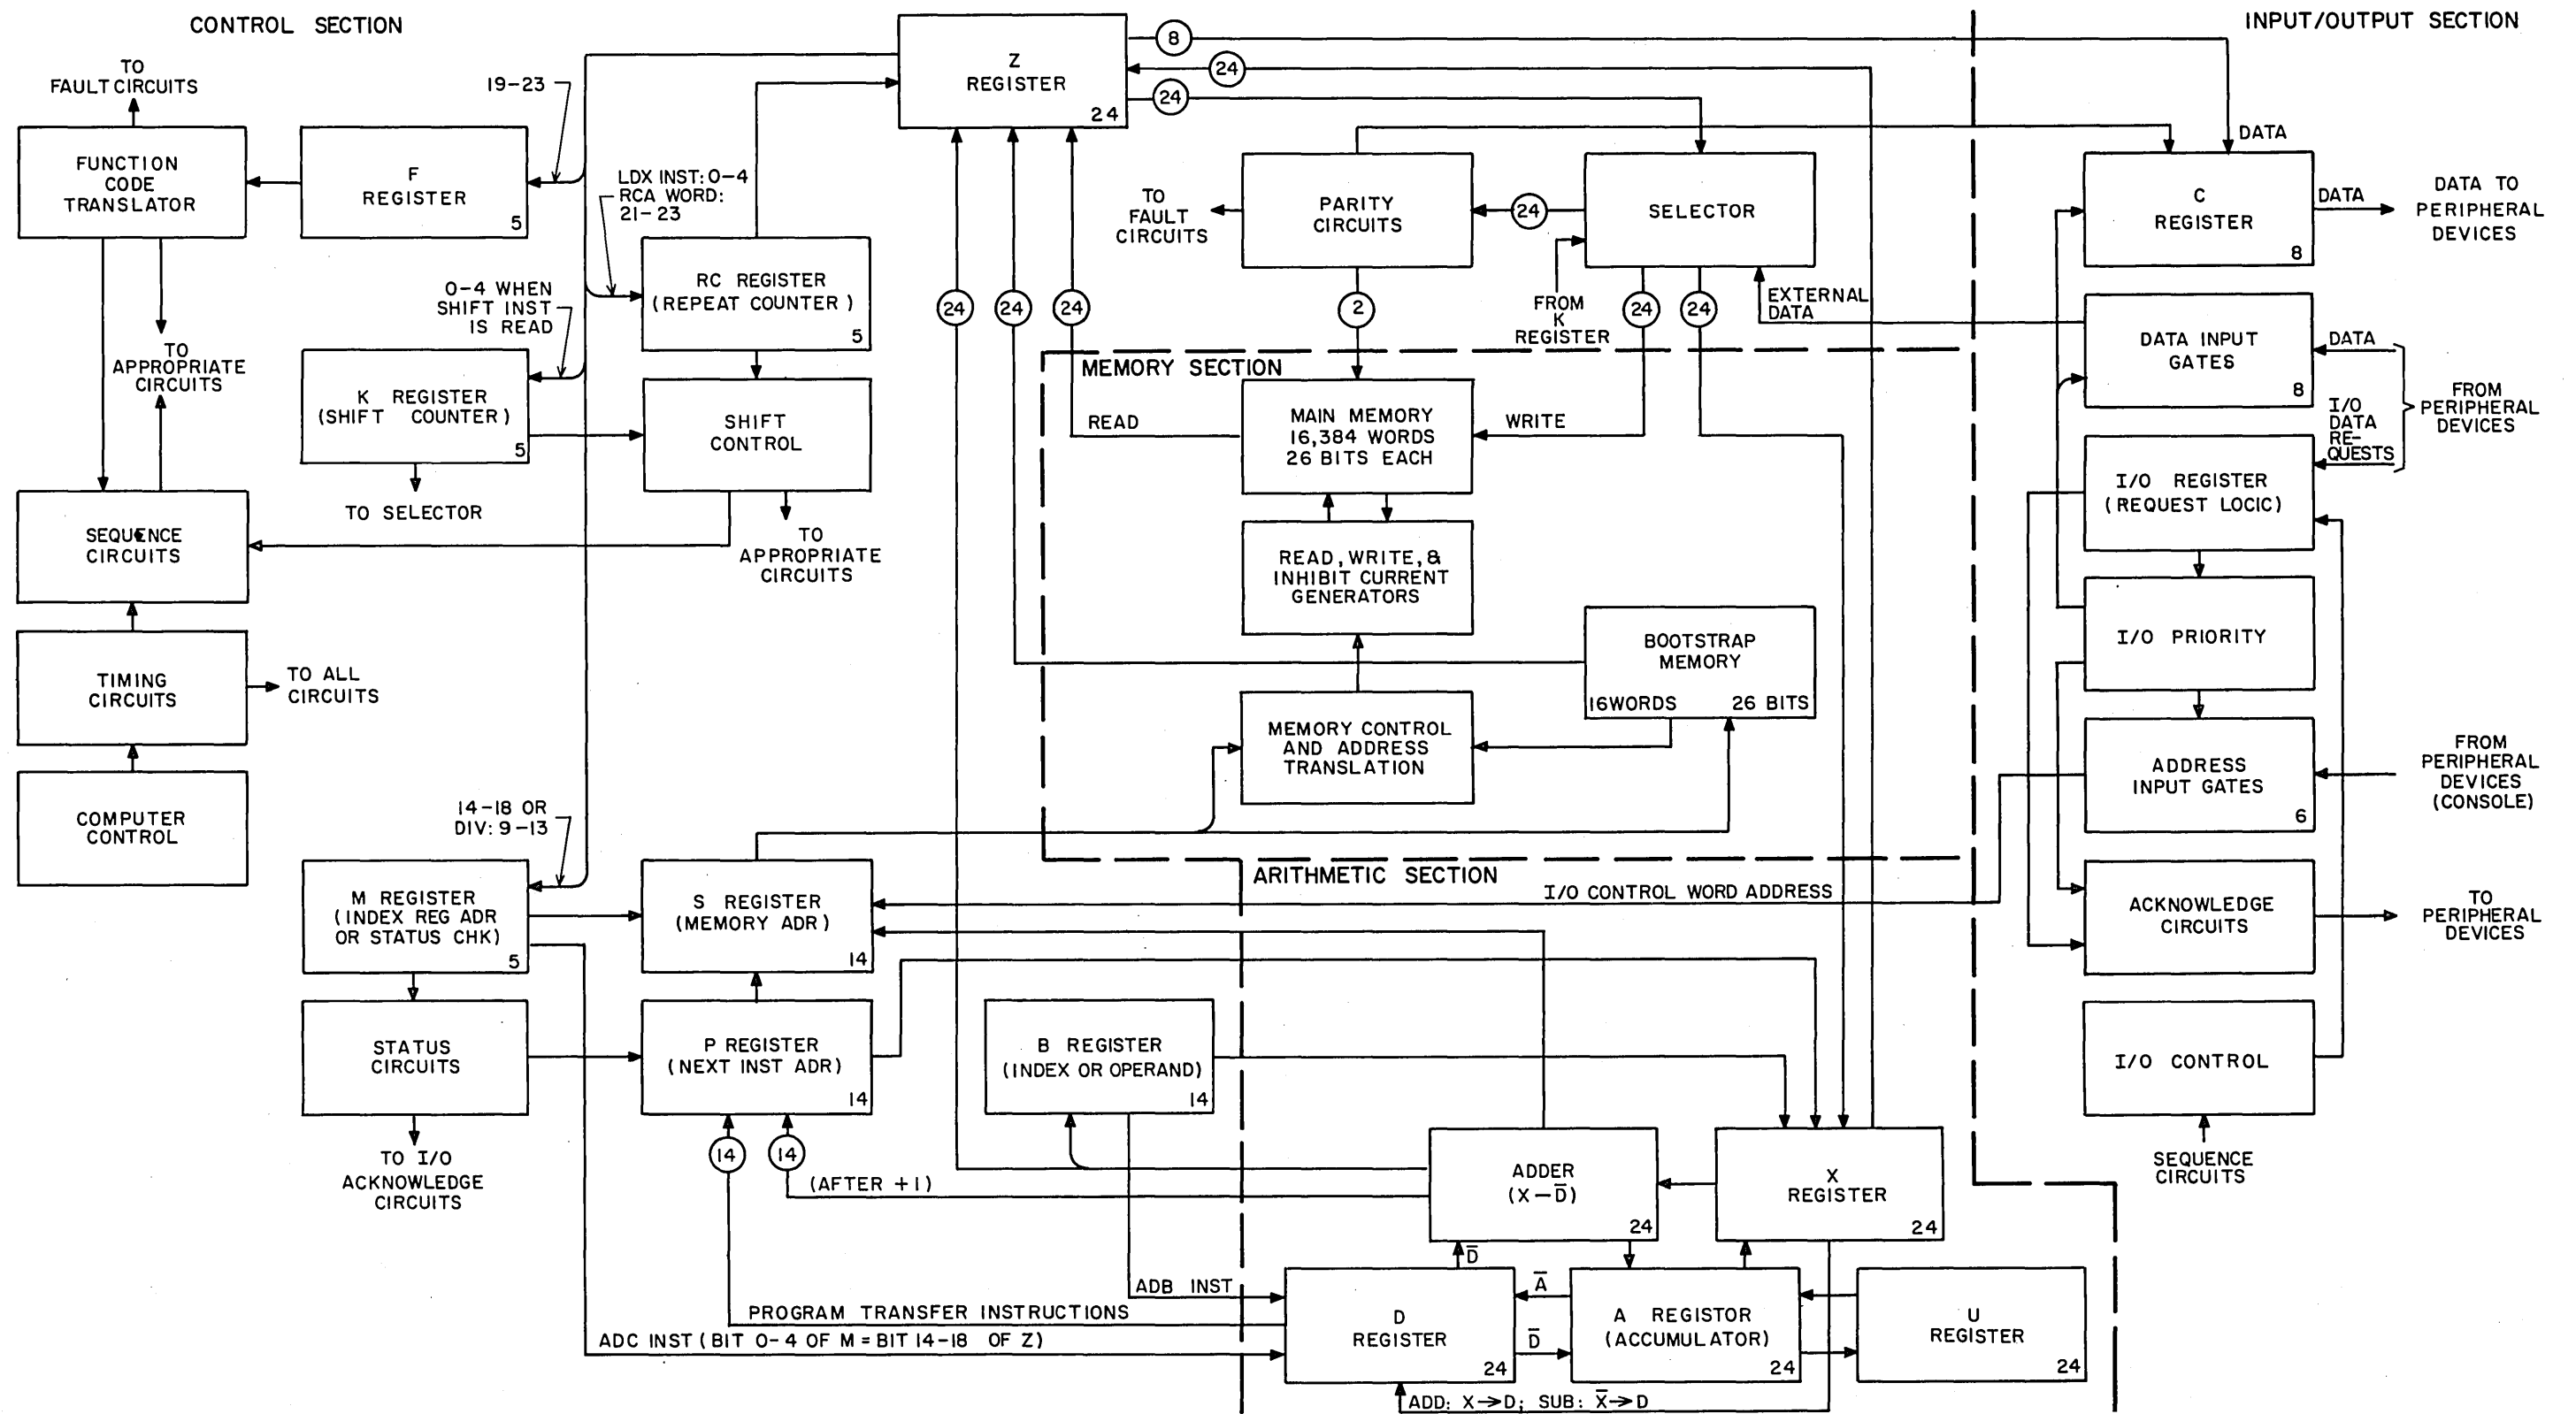 CONTROL SECTION
INPUT/OUTPUT SECTION
TO
FAULT CIRCUITS
19-23
Z
REGISTER
24
8
24
24
FUNCTION
CODE
TRANSLATOR
F
REGISTER
5
LDX INST: 0-4
RCA WORD:
21-23
TO
FAULT
CIRCUITS
PARITY
CIRCUITS
24
SELECTOR
DATA
C
REGISTER
8
DATA
DATA TO
PERIPHERAL
DEVICES
RC REGISTER
(REPEAT COUNTER)
5
0-4 WHEN
SHIFT INST
IS READ
24
24
24
2
FROM
K
REGISTER
24
24
EXTERNAL
DATA
DATA INPUT
GATES
8
DATA
I/O
DATA
RE-
QUESTS
FROM
PERIPHERAL
DEVICES
TO
APPROPRIATE
CIRCUITS
K REGISTER
(SHIFT COUNTER)
5
SHIFT
CONTROL
MEMORY SECTION
READ
MAIN MEMORY
16,384 WORDS
26 BITS EACH
WRITE
I/O REGISTER
(REQUEST LOCIC)
TO SELECTOR
SEQUENCE
CIRCUITS
TO
APPROPRIATE
CIRCUITS
READ, WRITE, &
INHIBIT CURRENT
GENERATORS
I/O PRIORITY
TIMING
CIRCUITS
TO ALL
CIRCUITS
BOOTSTRAP
MEMORY
16 WORDS
26 BITS
MEMORY CONTROL
AND ADDRESS
TRANSLATION
ADDRESS
INPUT GATES
6
FROM
PERIPHERAL
DEVICES
(CONSOLE)
COMPUTER
CONTROL
14-18 OR
DIV: 9-13
ARITHMETIC SECTION
I/O CONTROL WORD ADDRESS
M REGISTER
(INDEX REG ADR
OR STATUS CHK)
5
S REGISTER
(MEMORY ADR)
14
ACKNOWLEDGE
CIRCUITS
TO
PERIPHERAL
DEVICES
STATUS
CIRCUITS
P REGISTER
(NEXT INST ADR)
14
B REGISTER
(INDEX OR OPERAND)
14
I/O CONTROL
TO I/O
ACKNOWLEDGE
CIRCUITS
14
14
(AFTER +1)
ADDER
(X-D̅)
24
X
REGISTER
24
SEQUENCE
CIRCUITS
ADB INST
PROGRAM TRANSFER INSTRUCTIONS
ADC INST (BIT 0-4 OF M = BIT 14-18 OF Z)
D̅
D
REGISTER
24
A̅
D̅
A REGISTOR
(ACCUMULATOR)
24
U
REGISTER
24
ADD: X→D; SUB: X̅→D